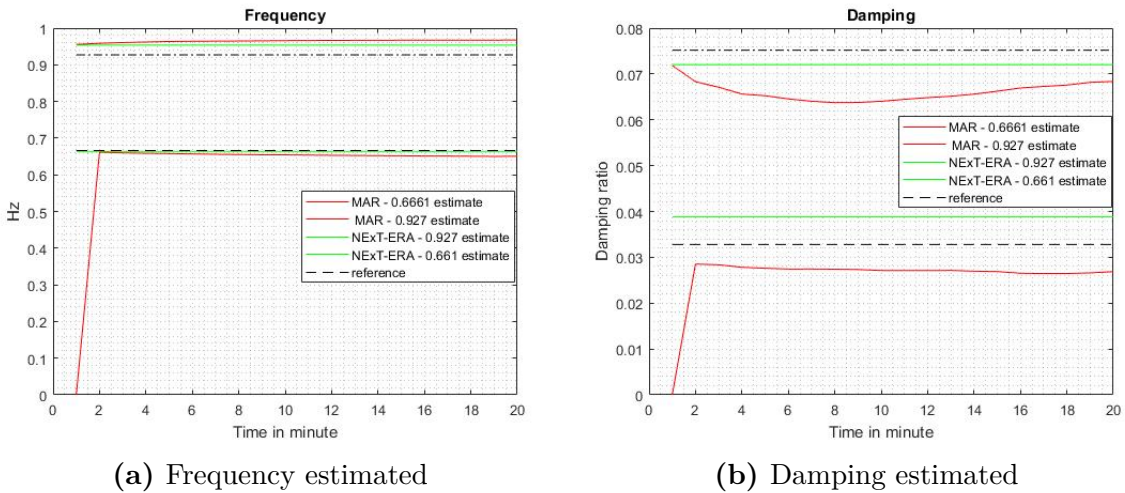 Frequency
1
0.9
0.8
0.7
0.6
0.5
0.4
0.3
0.2
0.1
0
Hz
MAR - 0.6661 estimate
MAR - 0.927 estimate
NExT-ERA - 0.927 estimate
NExT-ERA - 0.661 estimate
reference
0 2 4 6 8 10 12 14 16 18 20
Time in minute
(a) Frequency estimated
Damping
0.08
0.07
0.06
0.05
0.04
0.03
0.02
0.01
0
Damping ratio
MAR - 0.6661 estimate
MAR - 0.927 estimate
NExT-ERA - 0.927 estimate
NExT-ERA - 0.661 estimate
reference
0 2 4 6 8 10 12 14 16 18 20
Time in minute
(b) Damping estimated